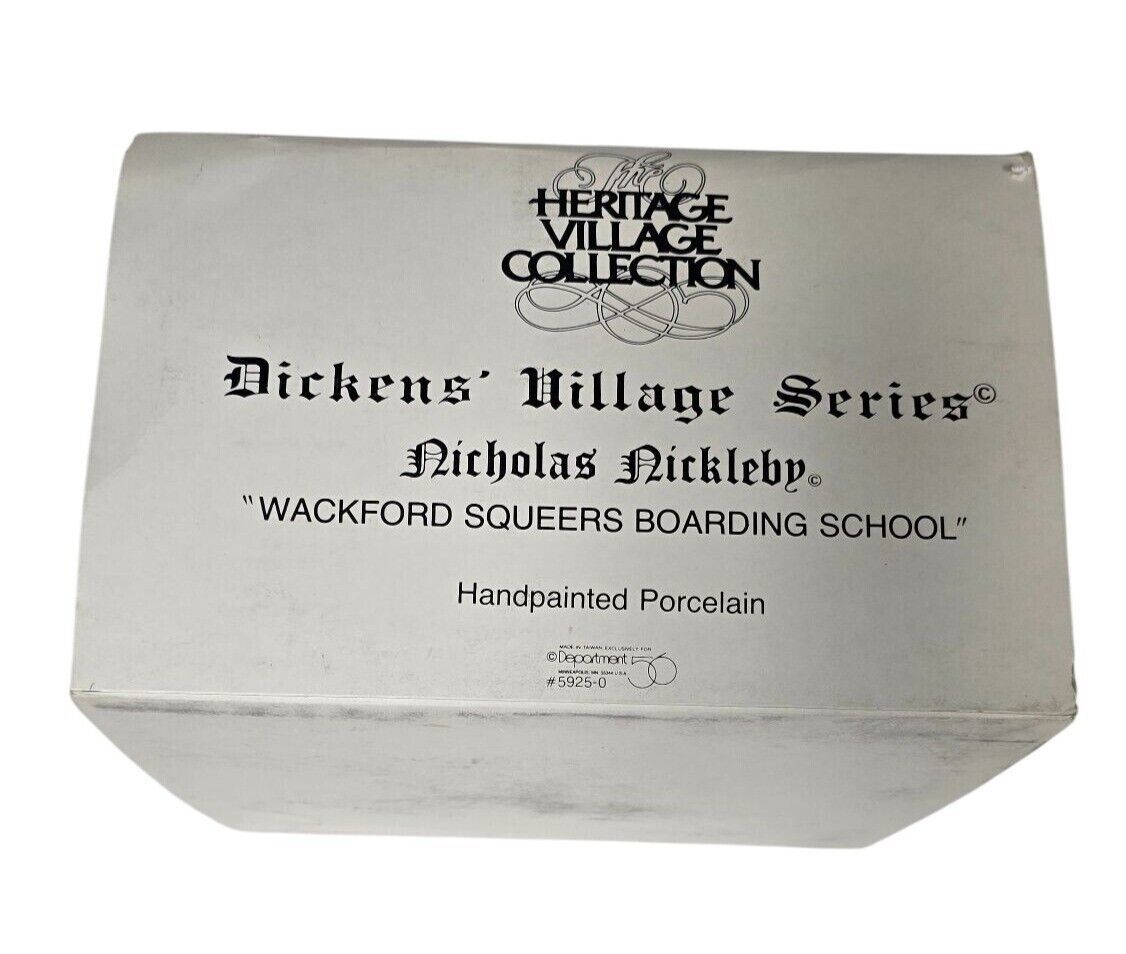 The
HERITAGE
VILLAGE
COLLECTION
Dickens' Village Series©
Nicholas Nickleby©
"WACKFORD SQUEERS BOARDING SCHOOL"
Handpainted Porcelain
MADE IN TAIWAN EXCLUSIVELY FOR
©Department 56
MINNEAPOLIS, MN 55344 U.S.A.
#5925-0